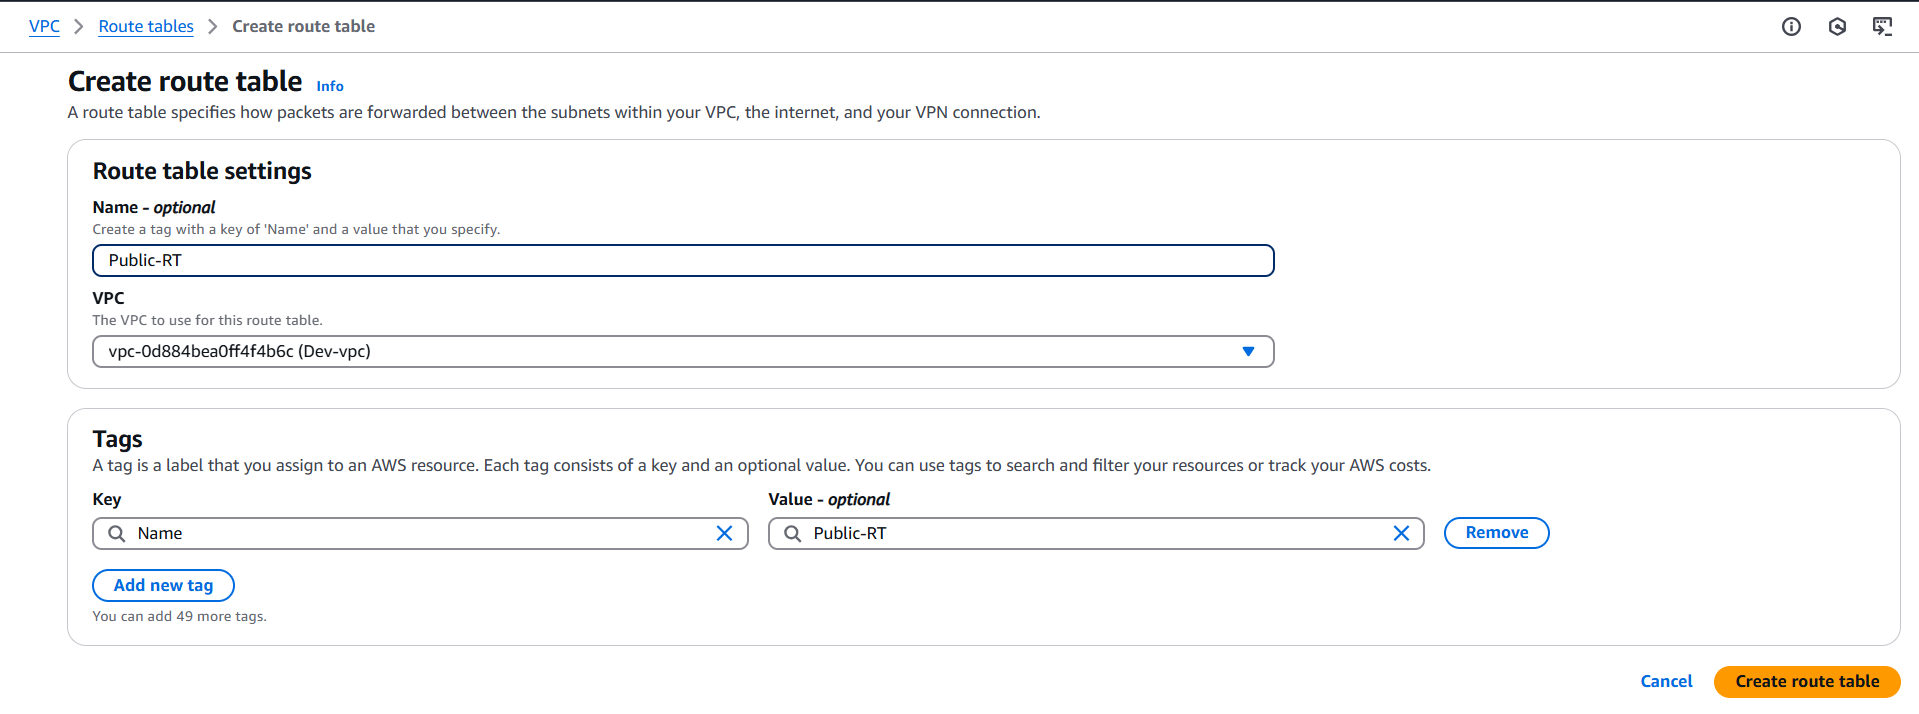 VPC > Route tables > Create route table
Create route table Info
A route table specifies how packets are forwarded between the subnets within your VPC, the internet, and your VPN connection.
Route table settings
Name - optional
Create a tag with a key of 'Name' and a value that you specify.
Public-RT
VPC
The VPC to use for this route table.
vpc-0d884bea0ff4f4b6c (Dev-vpc)
Tags
A tag is a label that you assign to an AWS resource. Each tag consists of a key and an optional value. You can use tags to search and filter your resources or track your AWS costs.
Key Value - optional
Name Public-RT Remove
Add new tag
You can add 49 more tags.
Cancel Create route table